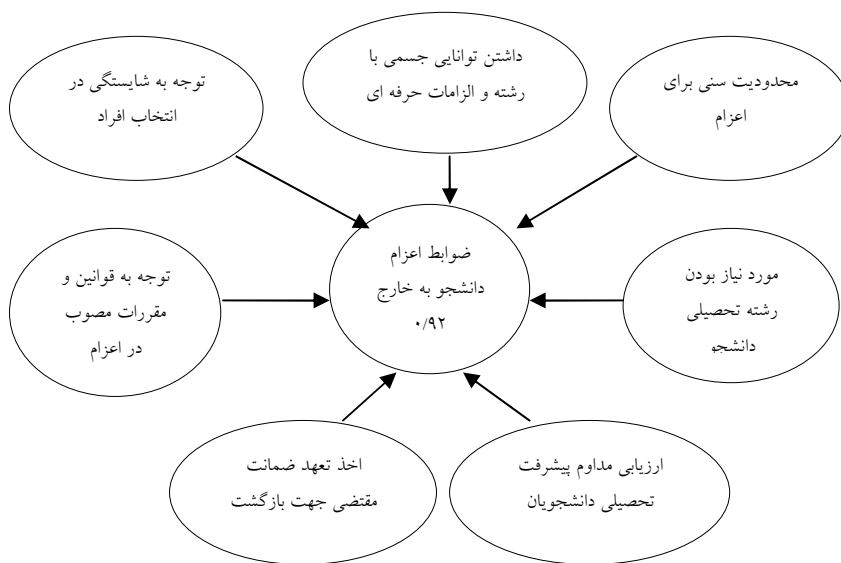 داشتن توانایی جسمی با
رشته و الزامات حرفه ای
محدودیت سنی برای
اعزام
توجه به شایستگی در
انتخاب افراد
ضوابط اعزام
دانشجو به خارج
۰/۹۲
مورد نیاز بودن
رشته تحصیلی
دانشجو
توجه به قوانین و
مقررات مصوب
در اعزام
ارزیابی مداوم پیشرفت
تحصیلی دانشجویان
اخذ تعهد ضمانت
مقتضی جهت بازگشت